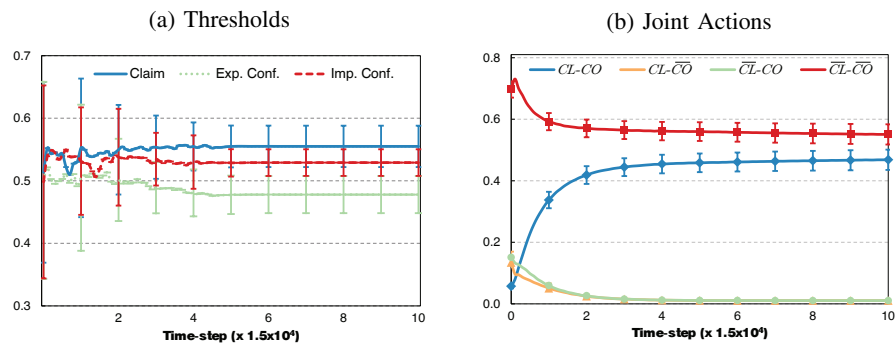 (a) Thresholds
0.7
Claim Exp. Conf. Imp. Conf.
0.6
0.5
0.4
0.3
2 4 6 8 10
Time-step (x 1.5x10⁴)
(b) Joint Actions
0.8
CL-CO CL-C̅O̅ C̅L̅-CO C̅L̅-C̅O̅
0.6
0.4
0.2
0.0
0 2 4 6 8 10
Time-step (x 1.5x10⁴)